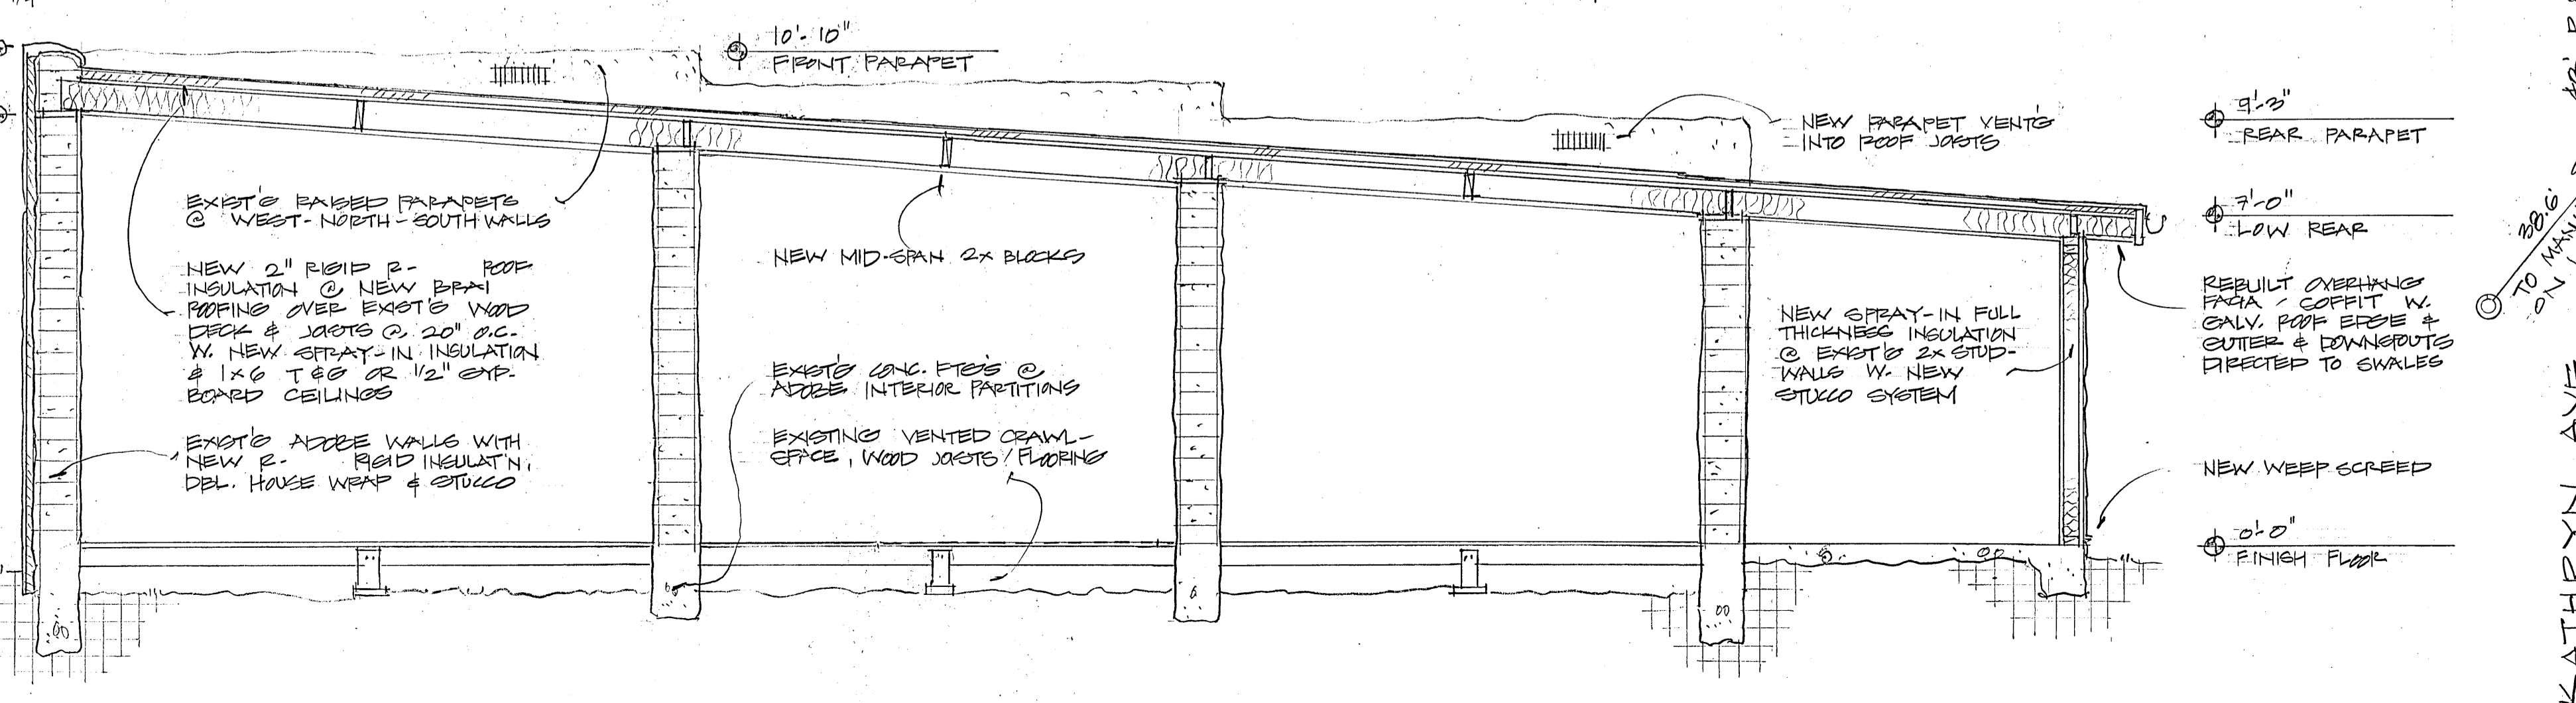 10'-10"
FRONT PARAPET
EXIST'G RAISED PARAPETS
@ WEST-NORTH-SOUTH WALLS
NEW 2" RIGID R- ROOF
INSULATION @ NEW BRAI
ROOFING OVER EXIST'G WOOD
DECK & JOISTS @ 20" O.C.
W. NEW SPRAY-IN INSULATION
& 1x6 T&G OR 1/2" GYP.
BOARD CEILINGS
EXIST'G ADOBE WALLS WITH
NEW R- RIGID INSULAT'N,
DBL. HOUSE WRAP & STUCCO
NEW MID-SPAN 2x BLOCKS
EXIST'G CONC. FTG'S @
ADOBE INTERIOR PARTITIONS
EXISTING VENTED CRAWL-
SPACE, WOOD JOISTS/FLOORING
NEW PARAPET VENTS
INTO ROOF JOISTS
NEW SPRAY-IN FULL
THICKNESS INSULATION
@ EXIST'G 2x STUD-
WALLS W. NEW
STUCCO SYSTEM
9'-3"
REAR PARAPET
7'-0"
LOW REAR
REBUILT OVERHANG
FACIA / SOFFIT W.
GALV. ROOF EDGE &
GUTTER & DOWNSPOUTS
DIRECTED TO SWALES
NEW WEEP SCREED
0'-0"
FINISH FLOOR
38.6'
TO MAN
ON
KATHRYN AVE